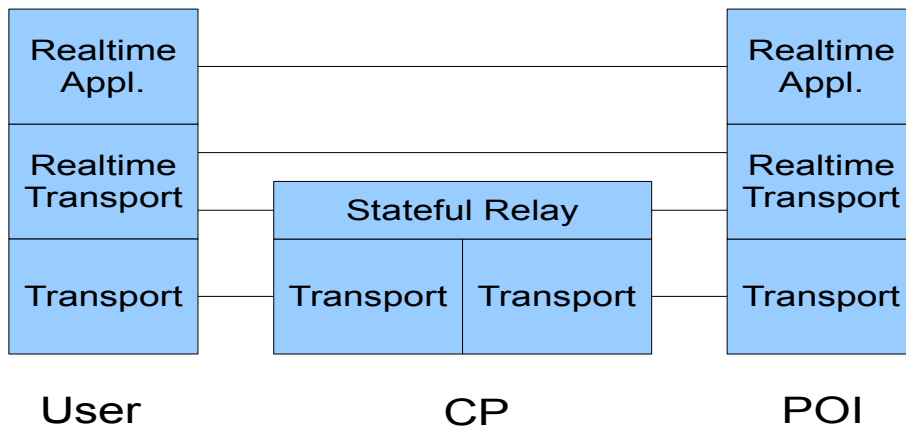 Realtime
Appl.
Realtime
Appl.
Realtime
Transport
Realtime
Transport
Stateful Relay
Transport
Transport
Transport
Transport
User
CP
POI